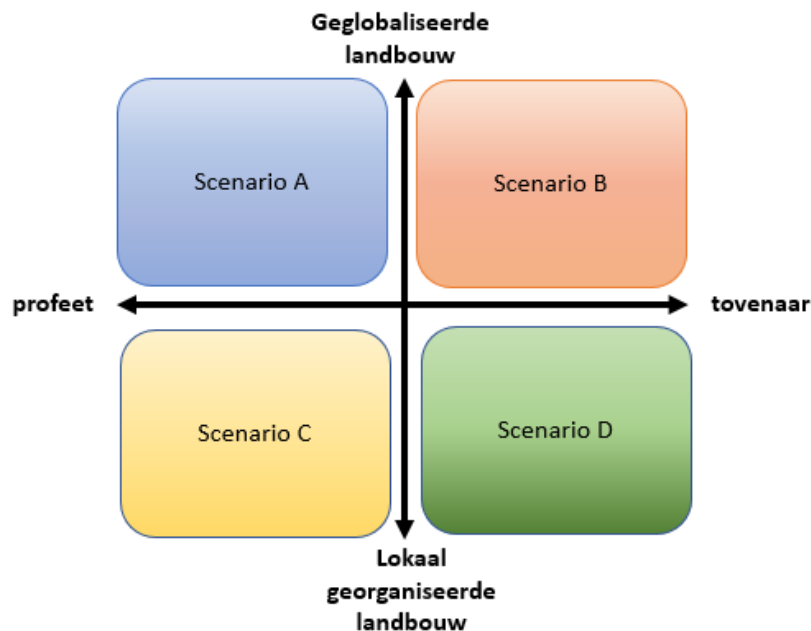 Geglobaliseerde
landbouw
Scenario A
Scenario B
profeet
tovenaar
Scenario C
Scenario D
Lokaal
georganiseerde
landbouw